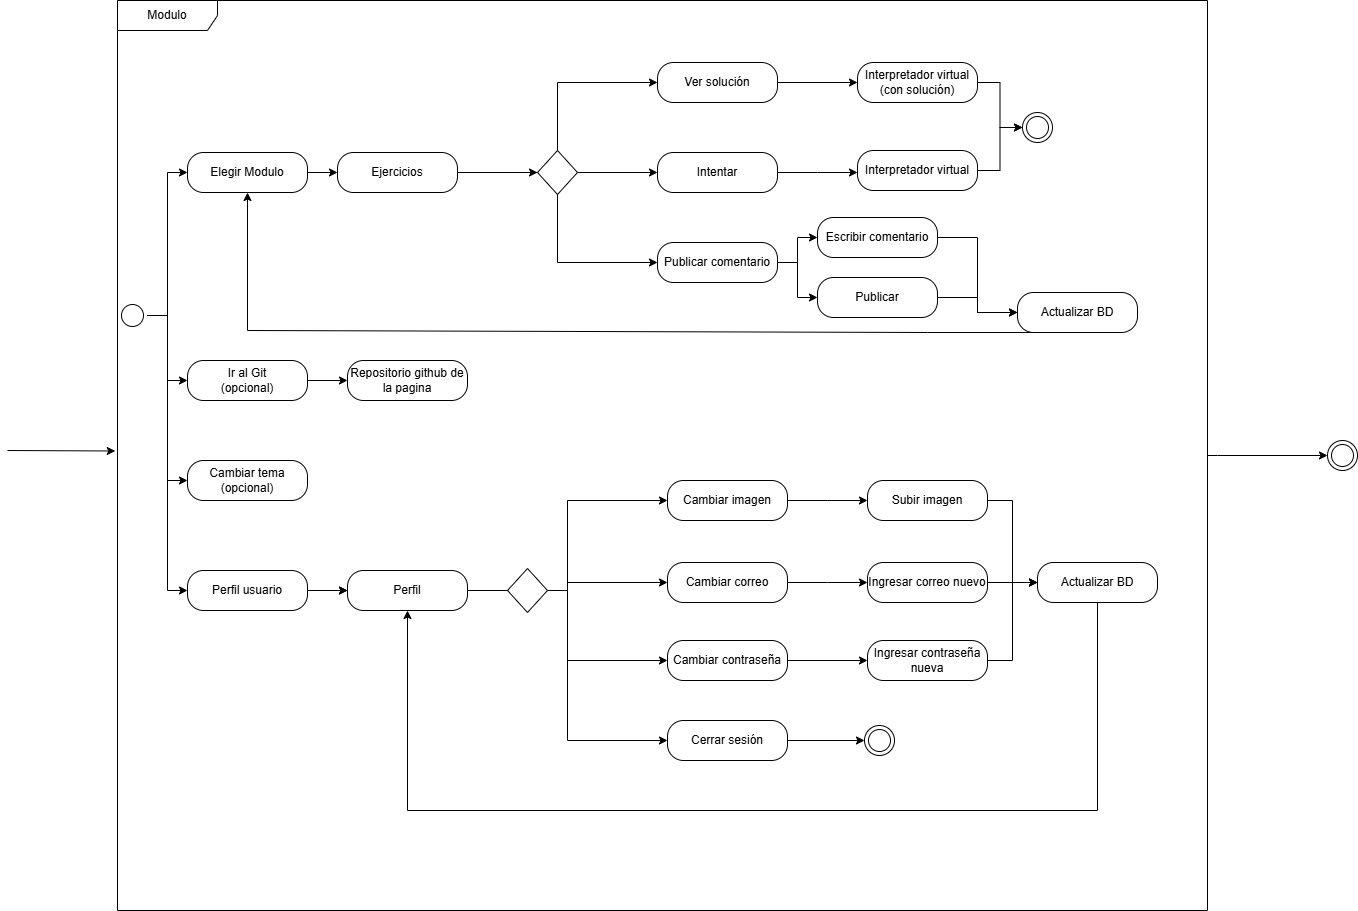 Modulo
Ver solución
Interpretador virtual
(con solución)
Elegir Modulo
Ejercicios
Intentar
Interpretador virtual
Publicar comentario
Escribir comentario
Publicar
Actualizar BD
Ir al Git
(opcional)
Repositorio github de
la pagina
Cambiar tema
(opcional)
Cambiar imagen
Subir imagen
Perfil usuario
Perfil
Cambiar correo
Ingresar correo nuevo
Actualizar BD
Cambiar contraseña
Ingresar contraseña
nueva
Cerrar sesión